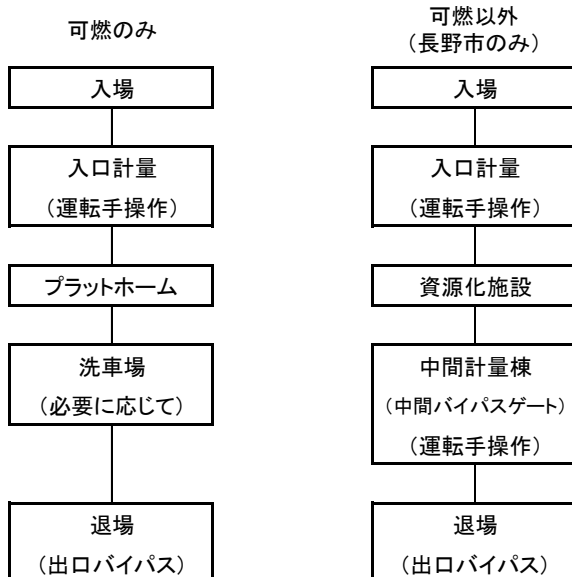 可燃のみ
入場
入口計量
（運転手操作）
プラットホーム
洗車場
（必要に応じて）
退場
（出口バイパス）
可燃以外
（長野市のみ）
入場
入口計量
（運転手操作）
資源化施設
中間計量棟
（中間バイパスゲート）
（運転手操作）
退場
（出口バイパス）